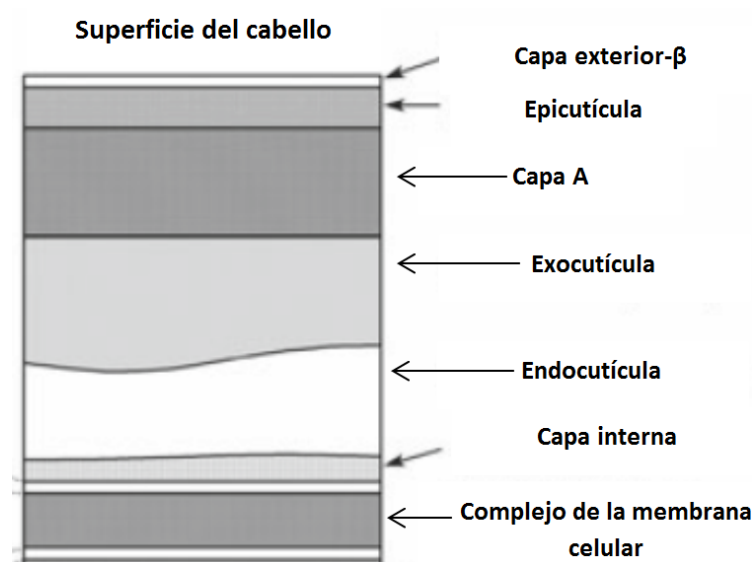 Superficie del cabello
Capa exterior-β
Epicutícula
Capa A
Exocutícula
Endocutícula
Capa interna
Complejo de la membrana
celular